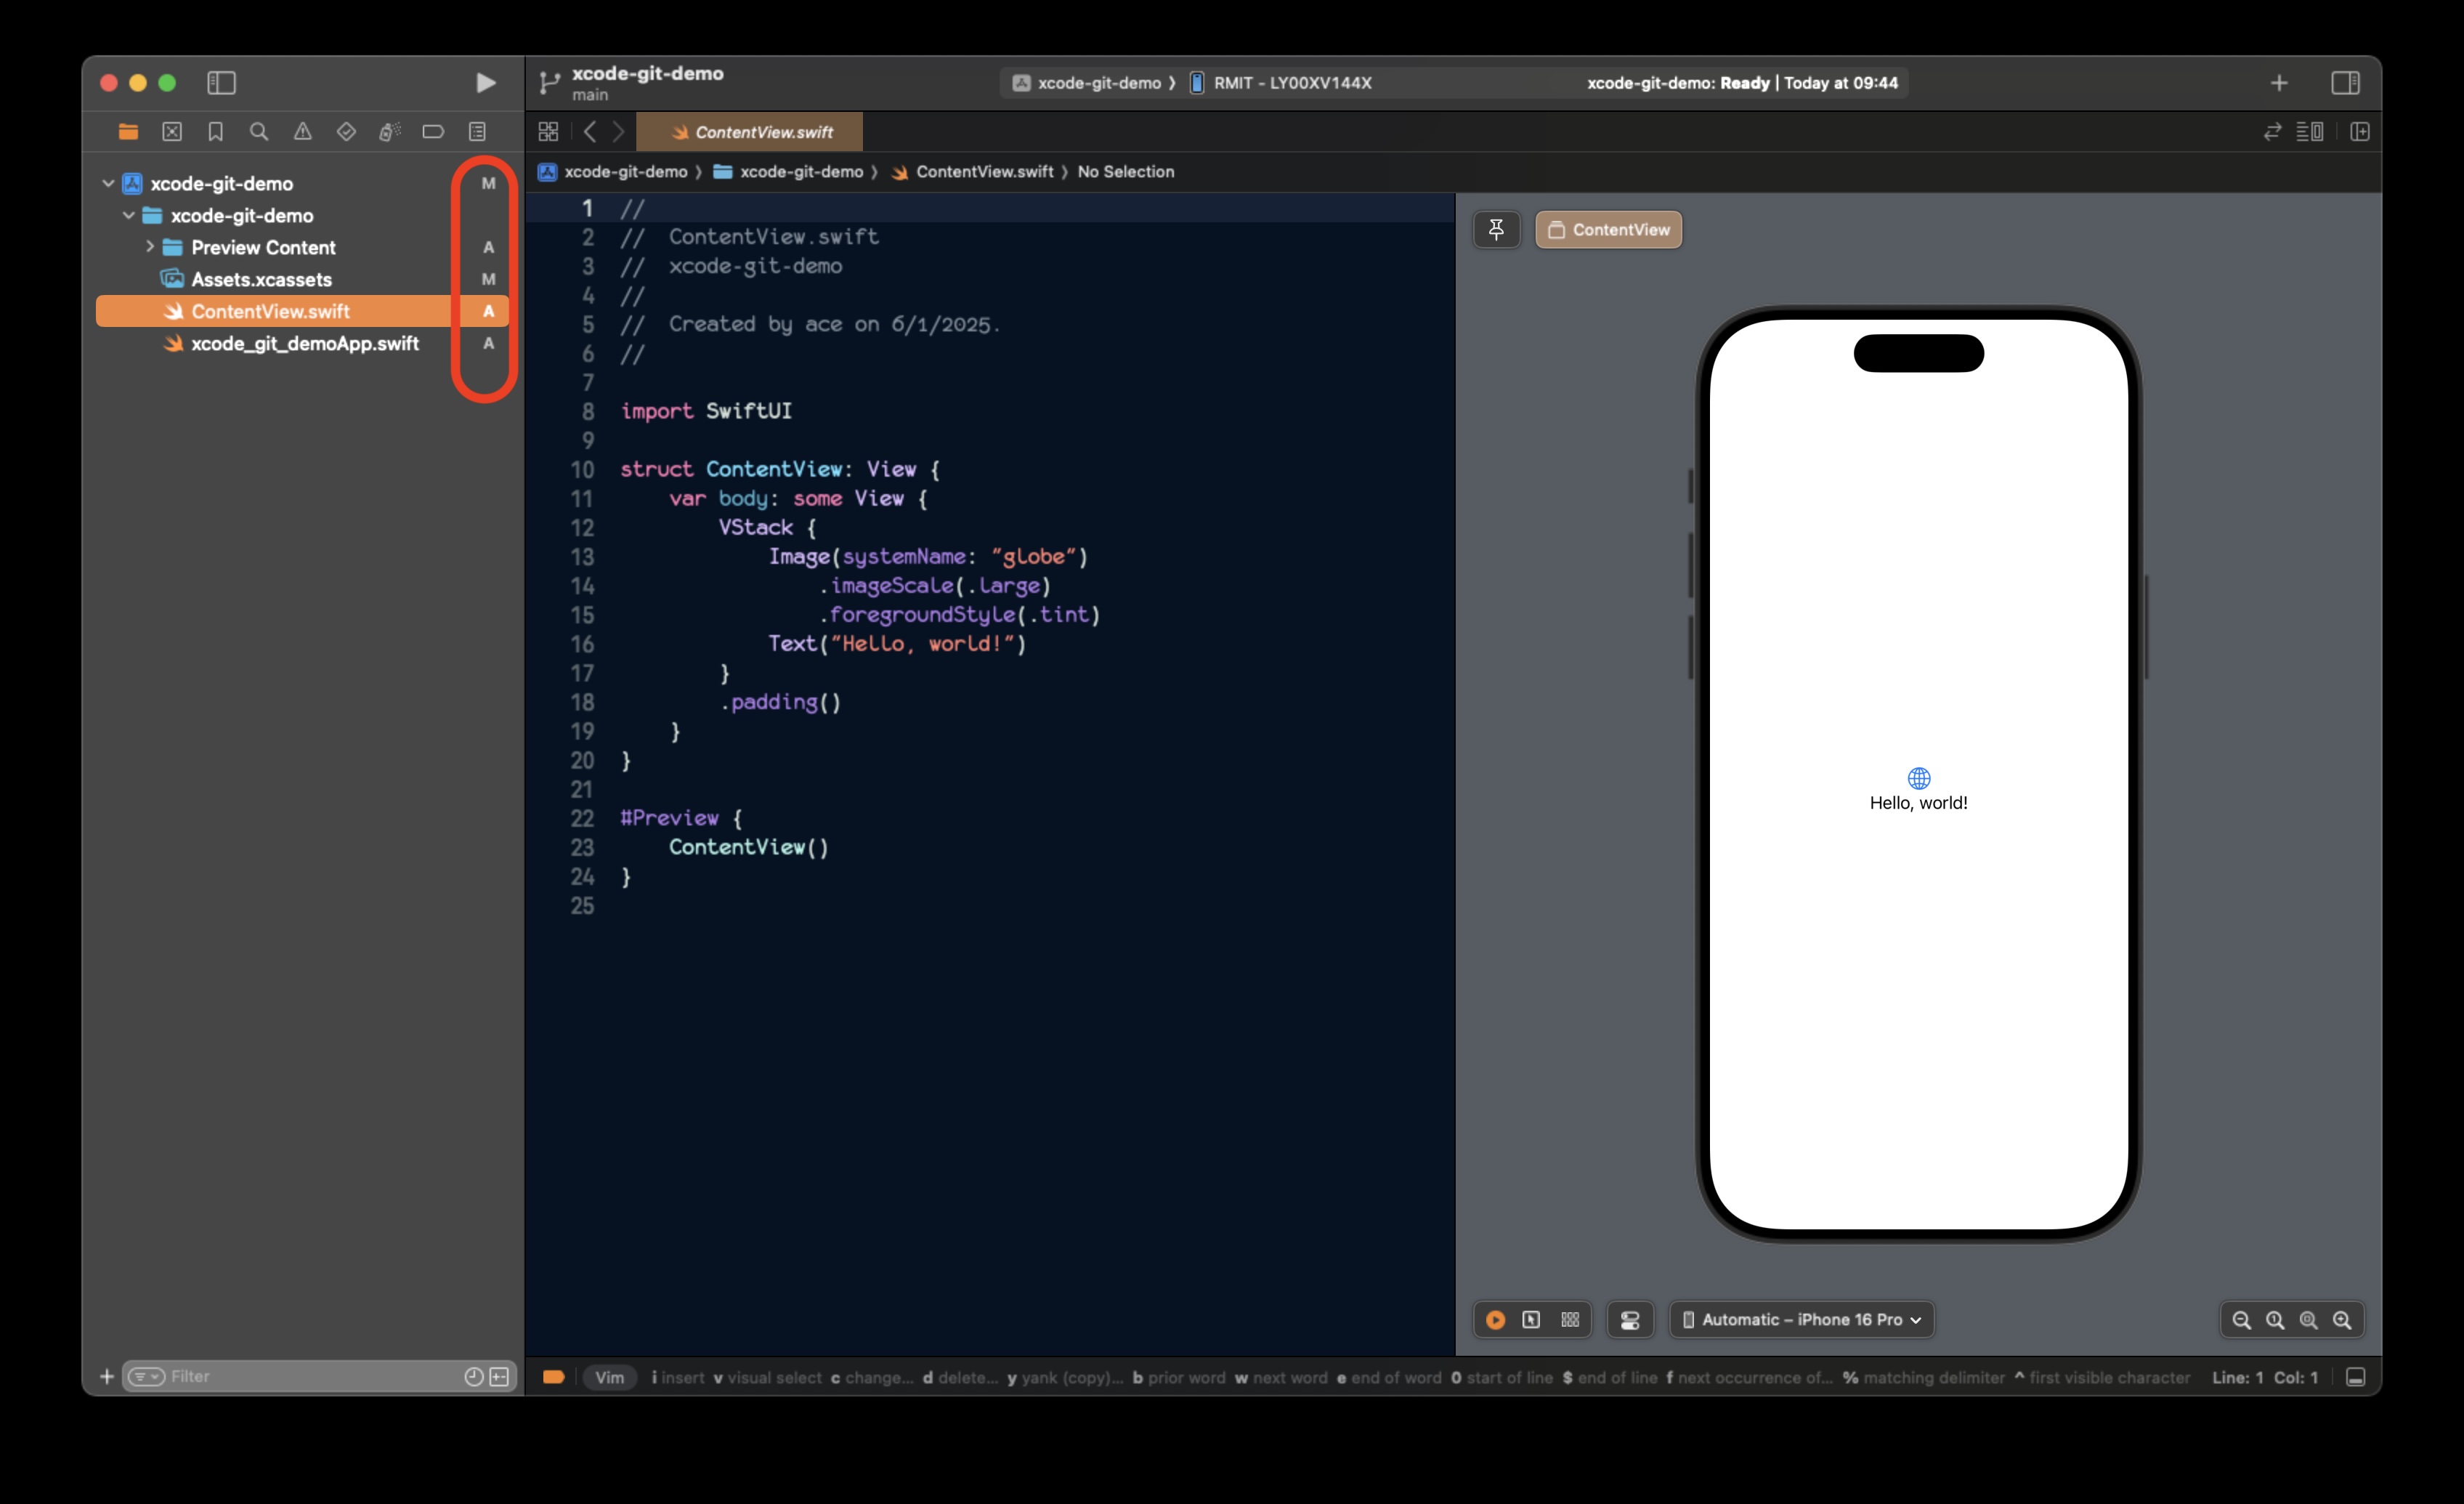 xcode-git-demo
main
xcode-git-demo ⟩ RMIT - LY00XV144X
xcode-git-demo: Ready | Today at 09:44
ContentView.swift
xcode-git-demo ⟩ xcode-git-demo ⟩ ContentView.swift ⟩ No Selection
xcode-git-demo M
xcode-git-demo
Preview Content A
Assets.xcassets M
ContentView.swift A
xcode_git_demoApp.swift A
1 //
2 //  ContentView.swift
3 //  xcode-git-demo
4 //
5 //  Created by ace on 6/1/2025.
6 //
7
8 import SwiftUI
9
10 struct ContentView: View {
11     var body: some View {
12         VStack {
13             Image(systemName: "globe")
14                 .imageScale(.large)
15                 .foregroundStyle(.tint)
16             Text("Hello, world!")
17         }
18         .padding()
19     }
20 }
21
22 #Preview {
23     ContentView()
24 }
25
ContentView
Hello, world!
Automatic – iPhone 16 Pro
Filter
Vim i insert v visual select c change... d delete... y yank (copy)... b prior word w next word e end of word 0 start of line $ end of line f next occurrence of... % matching delimiter ^ first visible character Line: 1 Col: 1